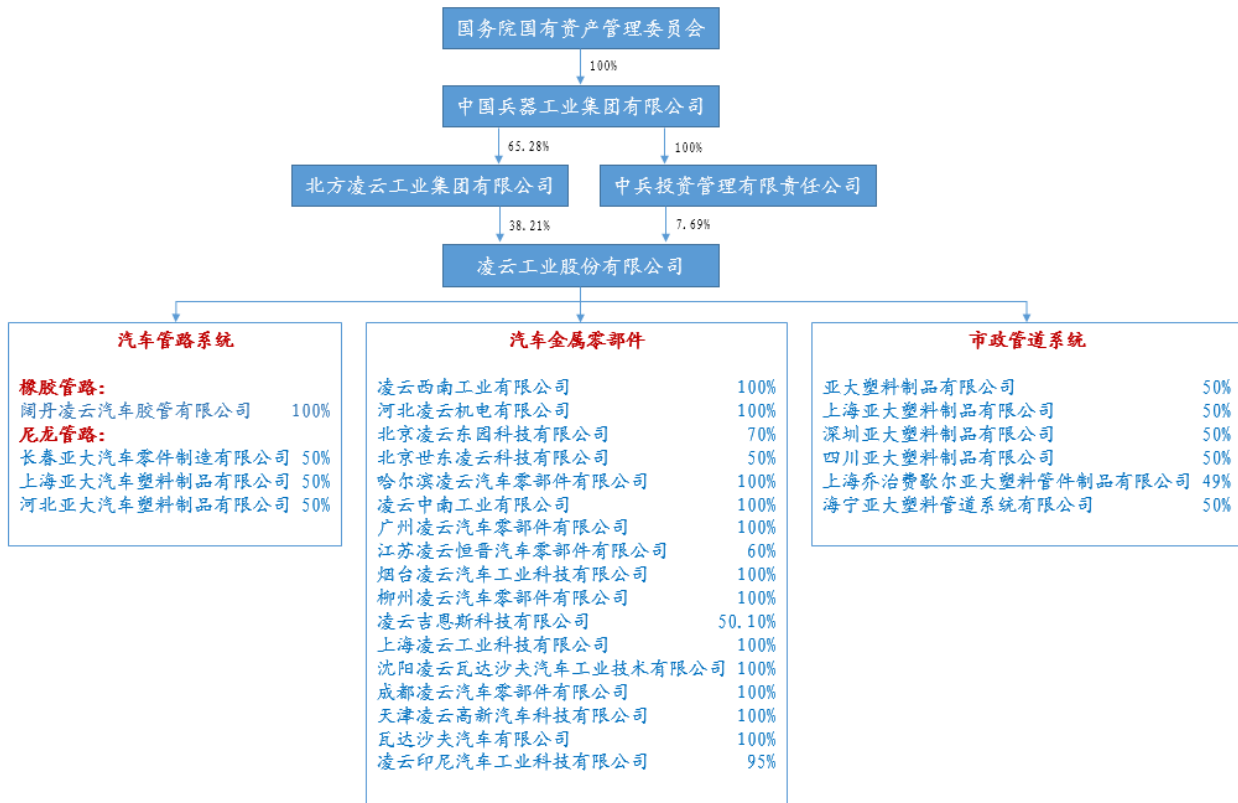 国务院国有资产管理委员会
100%
中国兵器工业集团有限公司
65.28%
100%
北方凌云工业集团有限公司
中兵投资管理有限责任公司
38.21%
7.69%
凌云工业股份有限公司
汽车管路系统
橡胶管路:
阔丹凌云汽车胶管有限公司 100%
尼龙管路:
长春亚大汽车零件制造有限公司 50%
上海亚大汽车塑料制品有限公司 50%
河北亚大汽车塑料制品有限公司 50%
汽车金属零部件
凌云西南工业有限公司 100%
河北凌云机电有限公司 100%
北京凌云东园科技有限公司 70%
北京世东凌云科技有限公司 50%
哈尔滨凌云汽车零部件有限公司 100%
凌云中南工业有限公司 100%
广州凌云汽车零部件有限公司 100%
江苏凌云恒晋汽车零部件有限公司 60%
烟台凌云汽车工业科技有限公司 100%
柳州凌云汽车零部件有限公司 100%
凌云吉恩斯科技有限公司 50.10%
上海凌云工业科技有限公司 100%
沈阳凌云瓦达沙夫汽车工业技术有限公司 100%
成都凌云汽车零部件有限公司 100%
天津凌云高新汽车科技有限公司 100%
瓦达沙夫汽车有限公司 100%
凌云印尼汽车工业科技有限公司 95%
市政管道系统
亚大塑料制品有限公司 50%
上海亚大塑料制品有限公司 50%
深圳亚大塑料制品有限公司 50%
四川亚大塑料制品有限公司 50%
上海乔治费歇尔亚大塑料管件制品有限公司 49%
海宁亚大塑料管道系统有限公司 50%